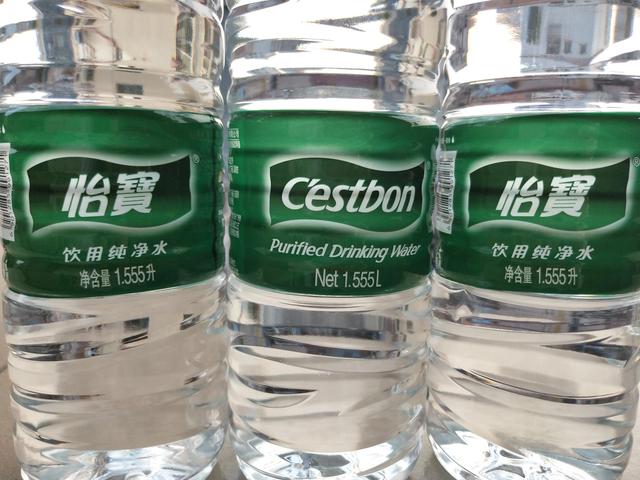 怡寶®
饮用纯净水
净含量 1.555升
C'estbon
Purified Drinking Water
Net 1.555L
怡寶®
饮用纯净水
净含量 1.555升